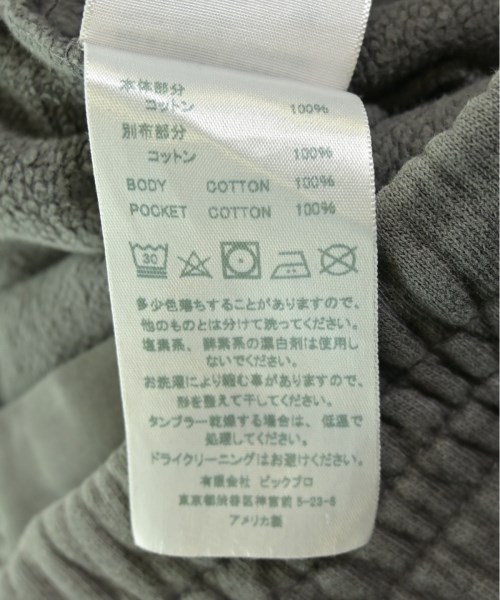 本体部分
コットン 100%
別布部分
コットン 100%
BODY COTTON 100%
POCKET COTTON 100%
30
多少色落ちすることがありますので、
他のものとは分けて洗ってください。
塩素系、酵素系の漂白剤は使用し
ないでください。
お洗濯により縮む事がありますので、
形を整えて干してください。
タンブラー乾燥する場合は、低温で
処理してください。
ドライクリーニングはお避けください。
有限会社 ビックプロ
東京都渋谷区神宮前 5-23-6
アメリカ製